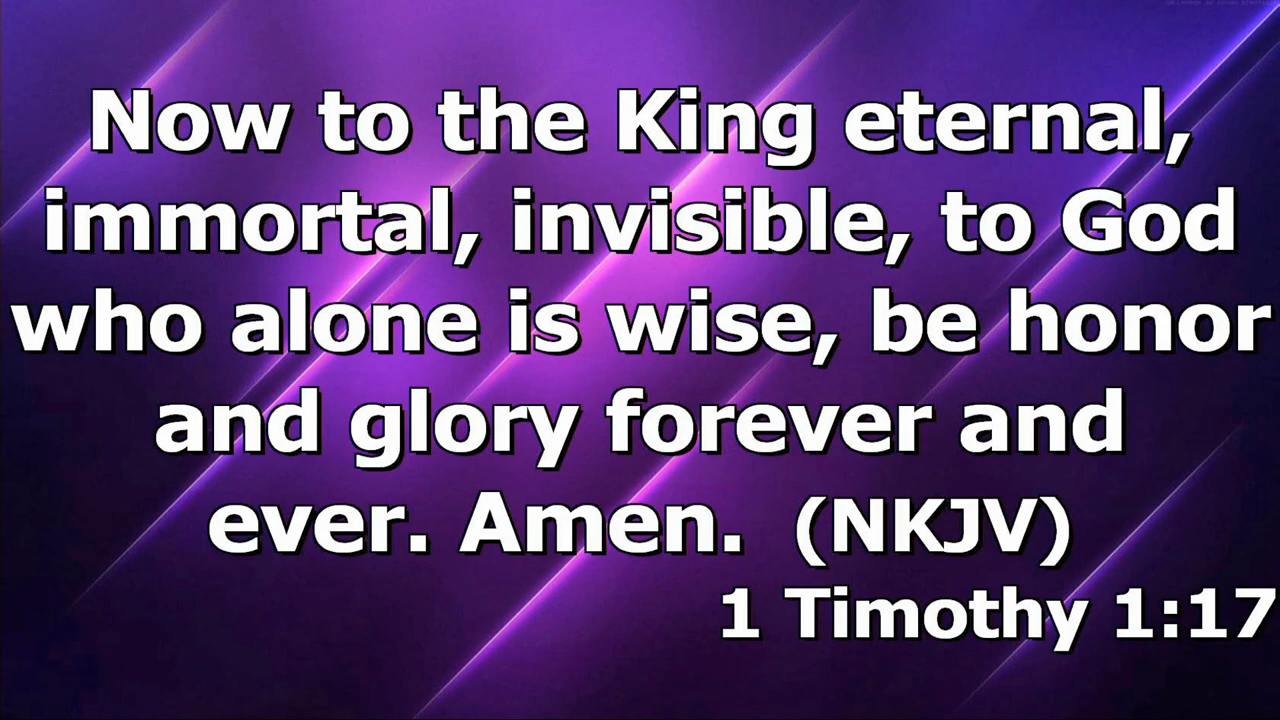 Now to the King eternal,
immortal, invisible, to God
who alone is wise, be honor
and glory forever and
ever. Amen. (NKJV)
1 Timothy 1:17